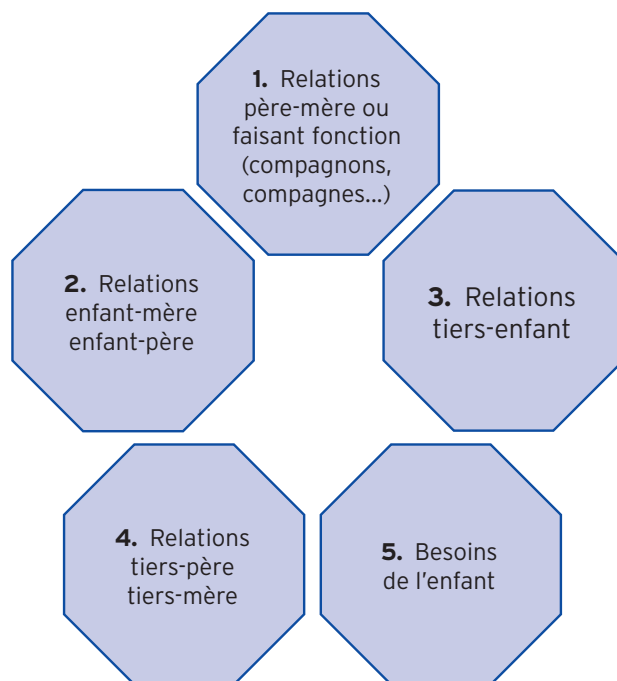 1. Relations
père-mère ou
faisant fonction
(compagnons,
compagnes...)
2. Relations
enfant-mère
enfant-père
3. Relations
tiers-enfant
4. Relations
tiers-père
tiers-mère
5. Besoins
de l'enfant